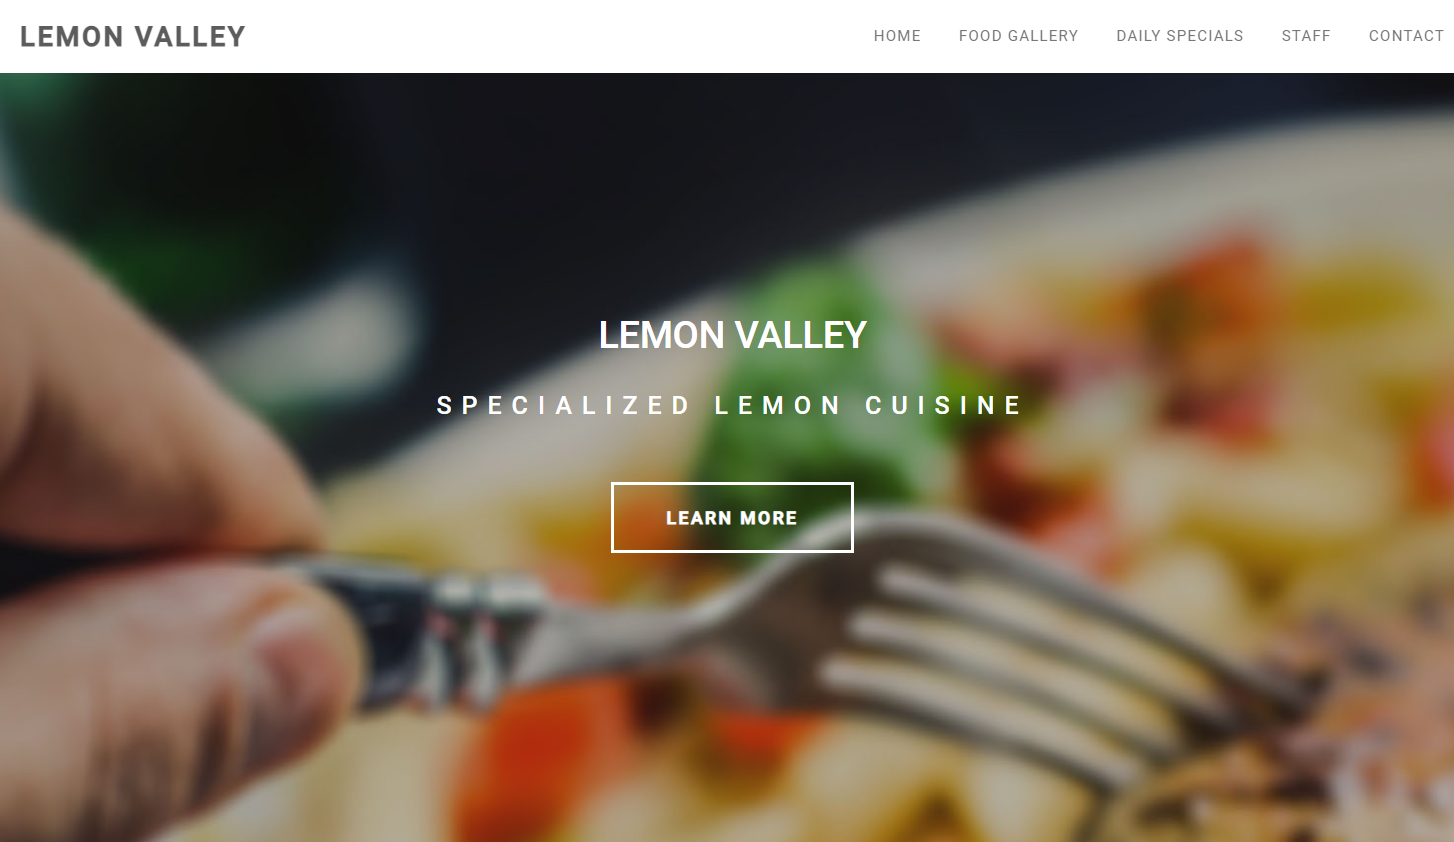 LEMON VALLEY
HOME FOOD GALLERY DAILY SPECIALS STAFF CONTACT
LEMON VALLEY
SPECIALIZED LEMON CUISINE
LEARN MORE